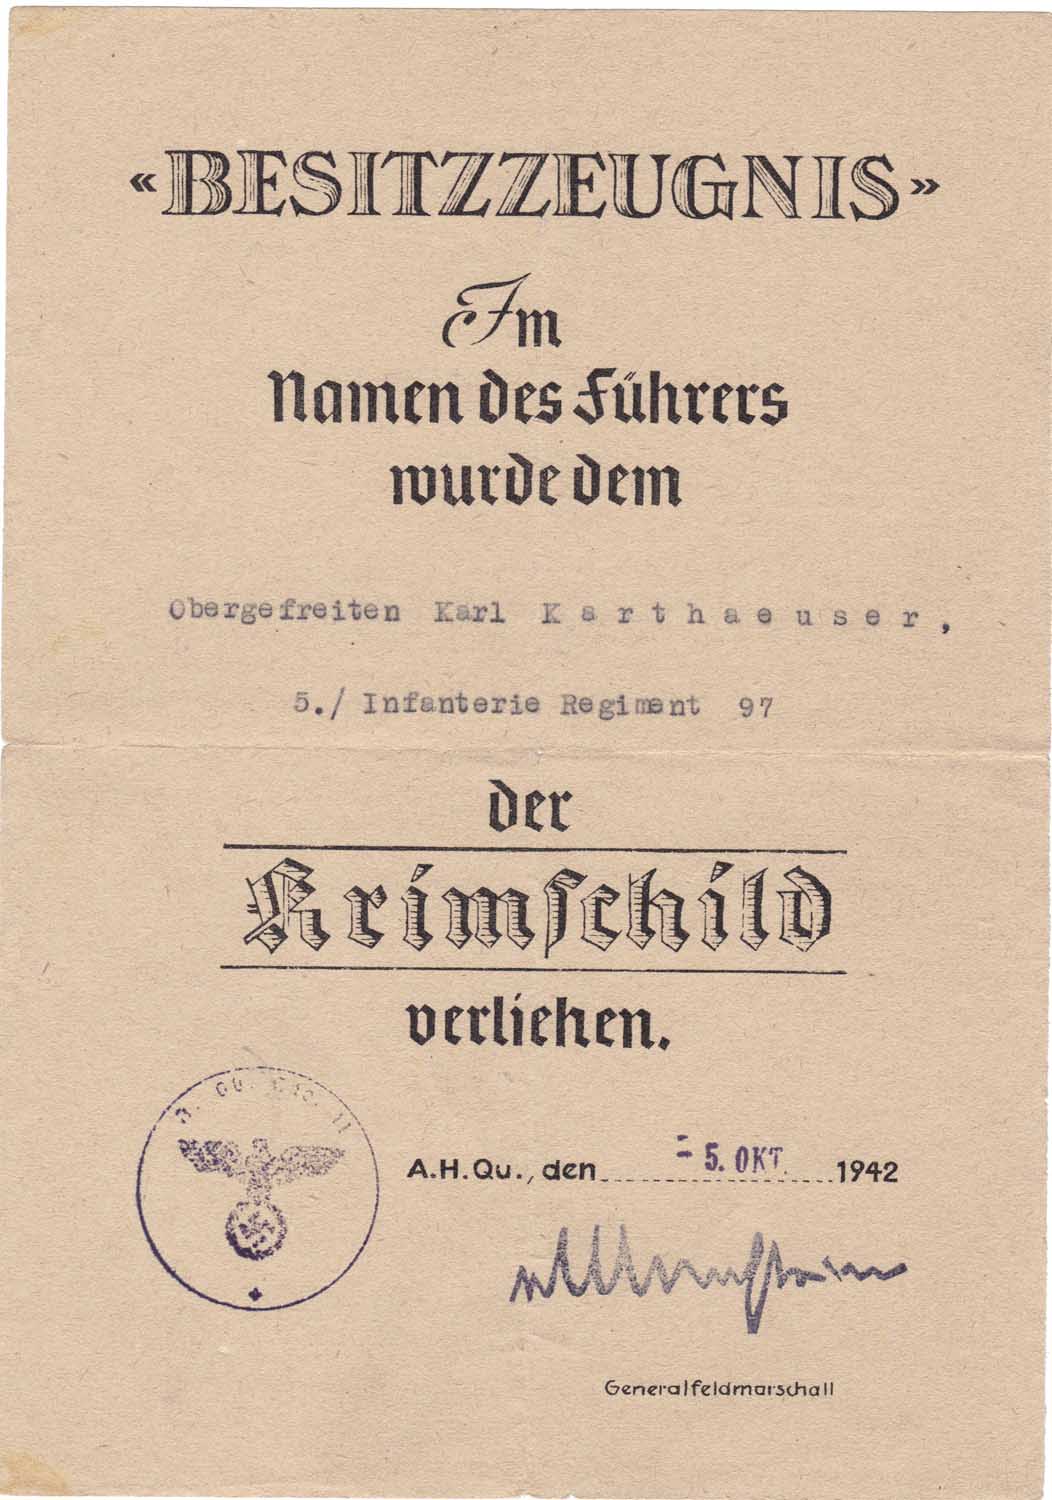 «BESITZZEUGNIS»
Im
Namen des Führers
wurde dem
Obergefreiten Karl Karthaeuser,
5./ Infanterie Regiment 97
der
Krimschild
verliehen.
A.H.Qu., den - 5. OKT. 1942
Generalfeldmarschall